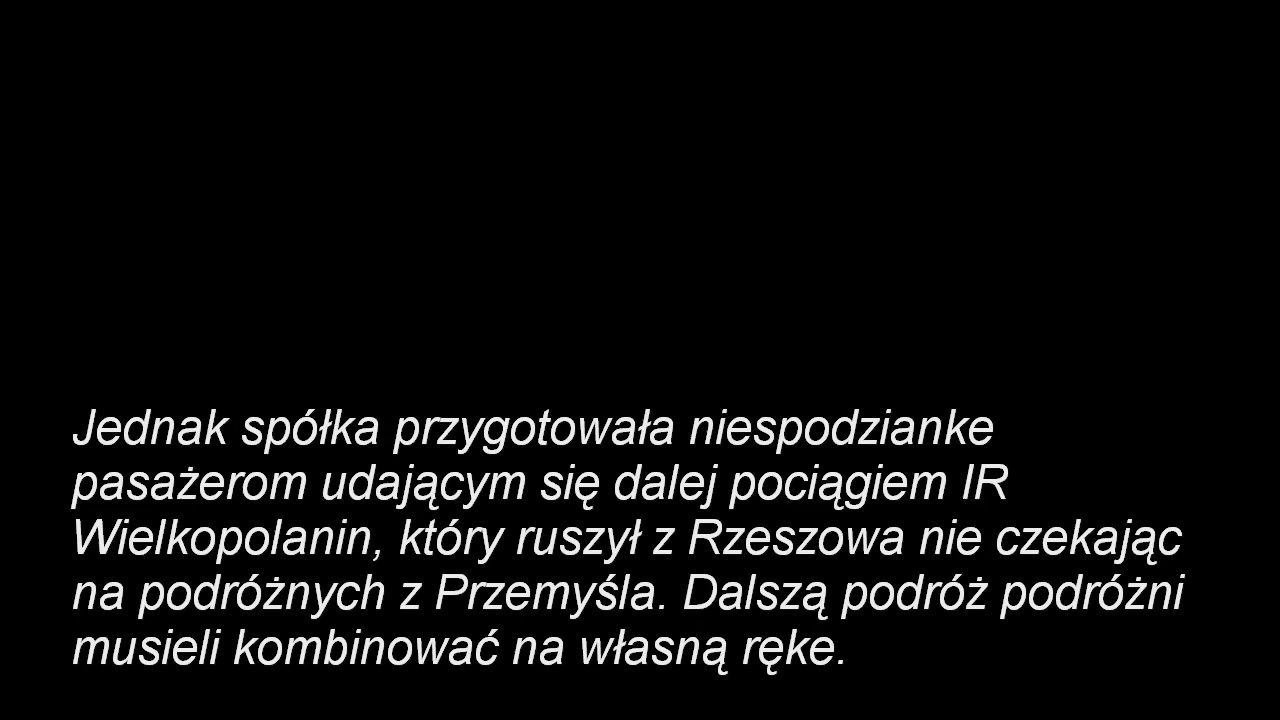 Jednak spółka przygotowała niespodzianke
pasażerom udającym się dalej pociągiem IR
Wielkopolanin, który ruszył z Rzeszowa nie czekając
na podróżnych z Przemyśla. Dalszą podróż podróżni
musieli kombinować na własną ręke.